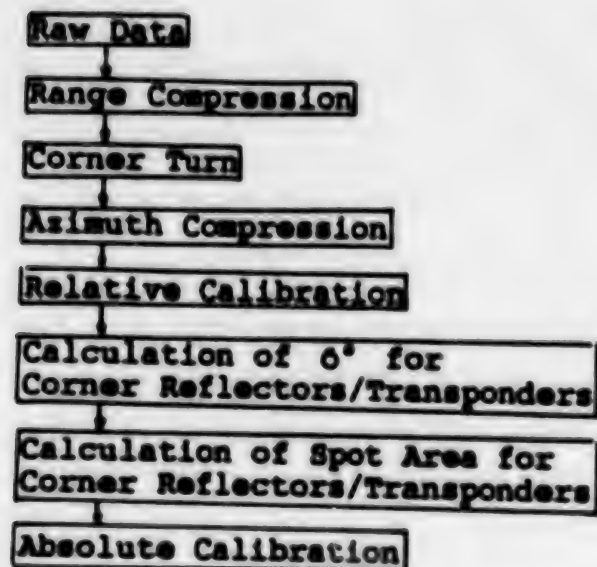 Raw Data
Range Compression
Corner Turn
Azimuth Compression
Relative Calibration
Calculation of σ° for
Corner Reflectors/Transponders
Calculation of Spot Area for
Corner Reflectors/Transponders
Absolute Calibration